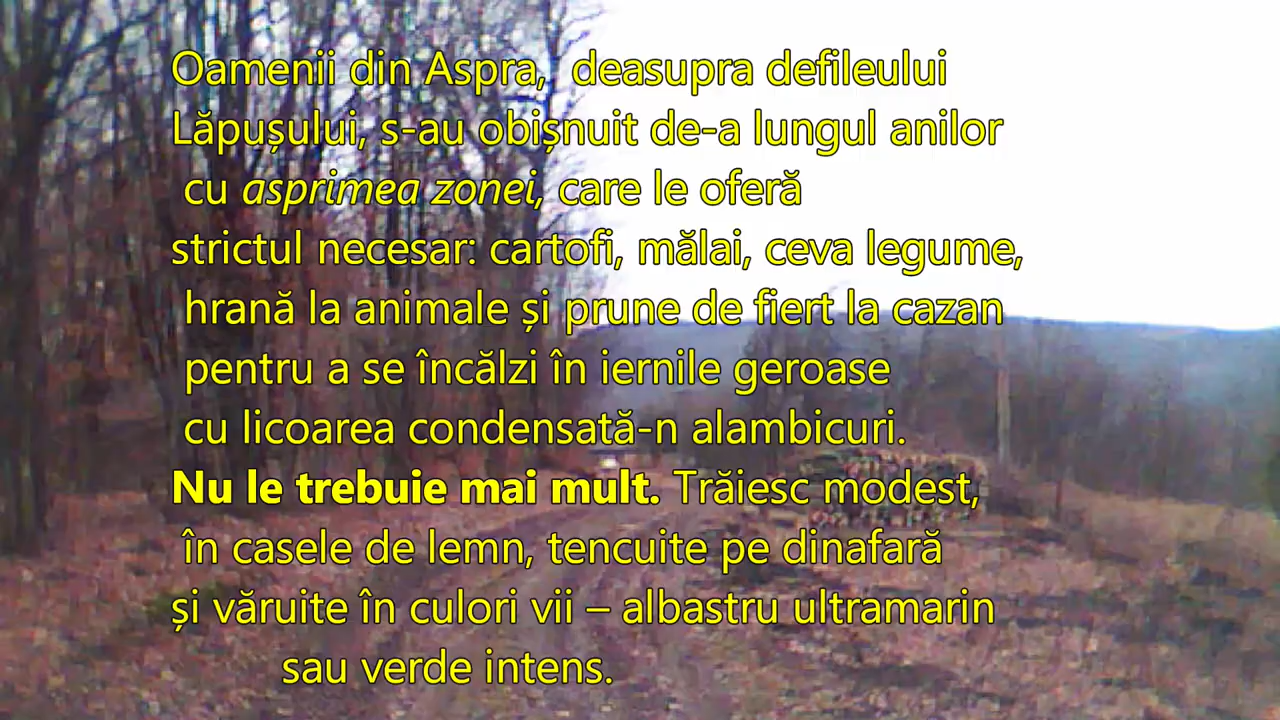 Oamenii din Aspra, deasupra defileului
Lăpușului, s-au obișnuit de-a lungul anilor
cu asprimea zonei, care le oferă
strictul necesar: cartofi, mălai, ceva legume,
hrană la animale și prune de fiert la cazan
pentru a se încălzi în iernile geroase
cu licoarea condensată-n alambicuri.
Nu le trebuie mai mult. Trăiesc modest,
în casele de lemn, tencuite pe dinafară
și văruite în culori vii – albastru ultramarin
sau verde intens.